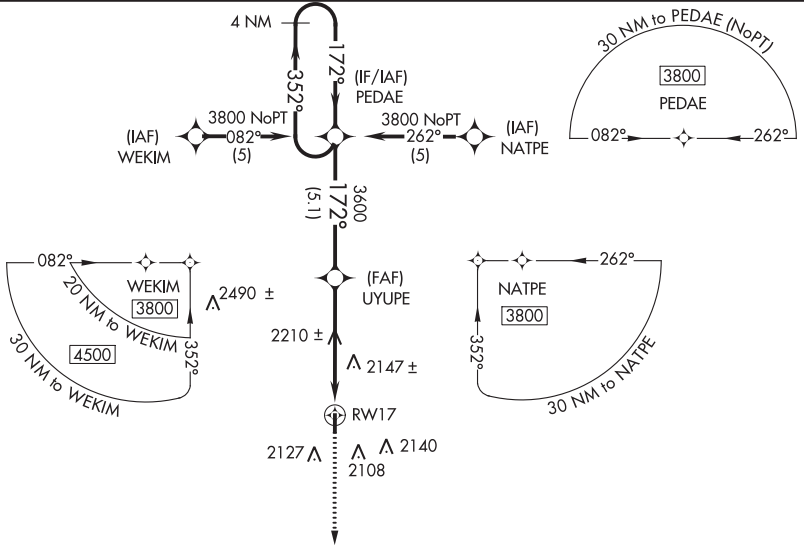 4 NM
352°
172°
(IF/IAF)
PEDAE
3800 NoPT
082°
(5)
(IAF)
WEKIM
3800 NoPT
262°
(5)
(IAF)
NATPE
30 NM to PEDAE (NoPT)
3800
PEDAE
082°
262°
3600
172°
(5.1)
(FAF)
UYUPE
082°
WEKIM
3800
20 NM to WEKIM
4500
30 NM to WEKIM
352°
2490 ±
262°
NATPE
3800
352°
30 NM to NATPE
2210 ±
2147 ±
RW17
2127
2108
2140